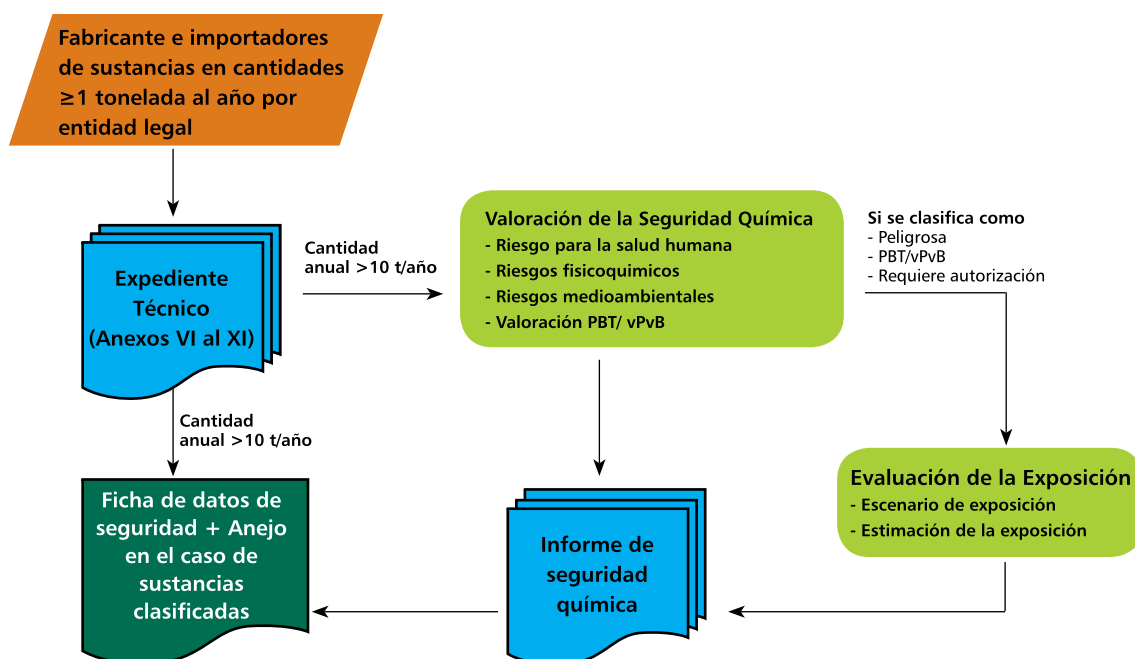 Fabricante e importadores
de sustancias en cantidades
≥1 tonelada al año por
entidad legal
Expediente
Técnico
(Anexos VI al XI)
Cantidad
anual >10 t/año
Valoración de la Seguridad Química
- Riesgo para la salud humana
- Riesgos fisicoquimicos
- Riesgos medioambientales
- Valoración PBT/ vPvB
Si se clasifica como
- Peligrosa
- PBT/vPvB
- Requiere autorización
Cantidad
anual >10 t/año
Ficha de datos de
seguridad + Anejo
en el caso de
sustancias
clasificadas
Informe de
seguridad
química
Evaluación de la Exposición
- Escenario de exposición
- Estimación de la exposición